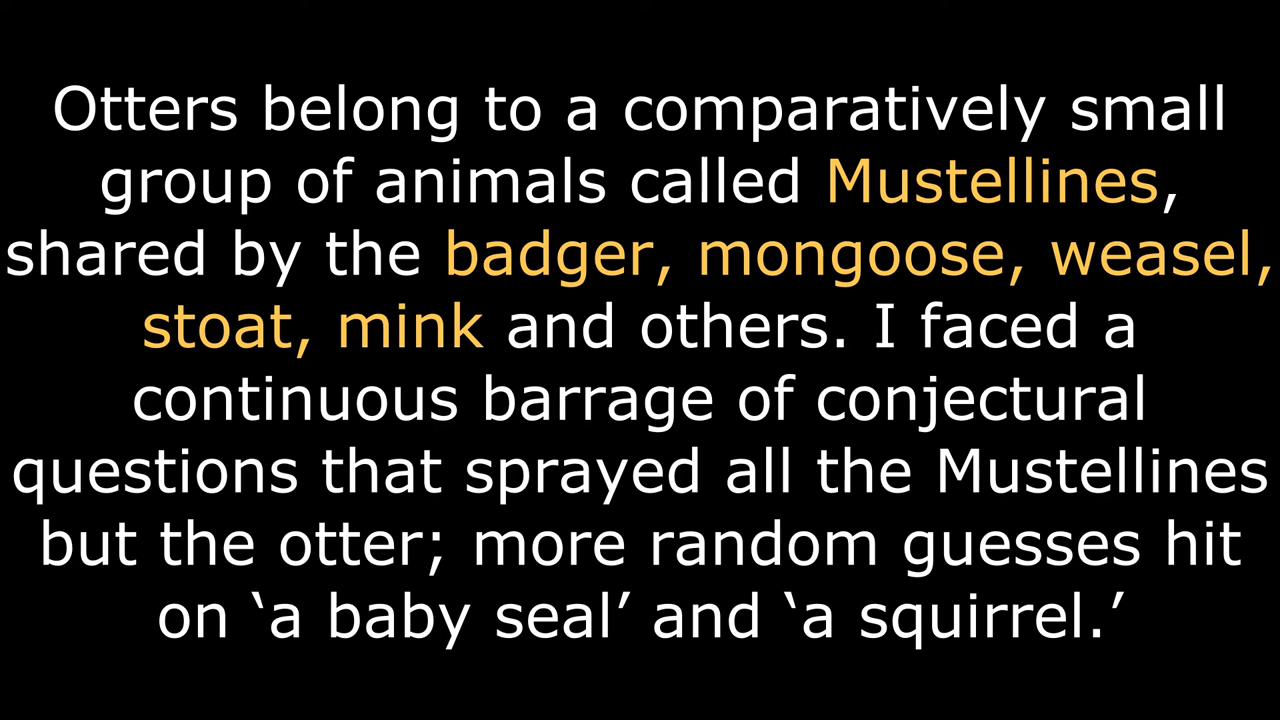 Otters belong to a comparatively small
group of animals called Mustellines,
shared by the badger, mongoose, weasel,
stoat, mink and others. I faced a
continuous barrage of conjectural
questions that sprayed all the Mustellines
but the otter; more random guesses hit
on ‘a baby seal’ and ‘a squirrel.’